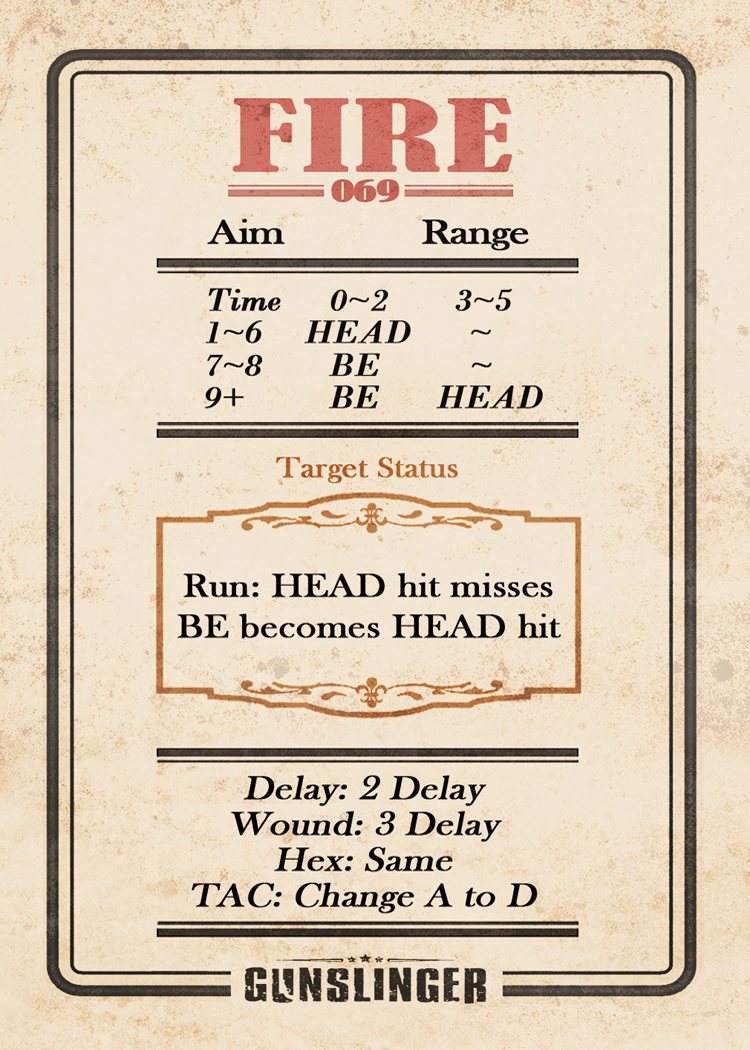 FIRE
069
Aim Range
Time 0~2 3~5
1~6 HEAD ~
7~8 BE ~
9+ BE HEAD
Target Status
Run: HEAD hit misses
BE becomes HEAD hit
Delay: 2 Delay
Wound: 3 Delay
Hex: Same
TAC: Change A to D
GUNSLINGER